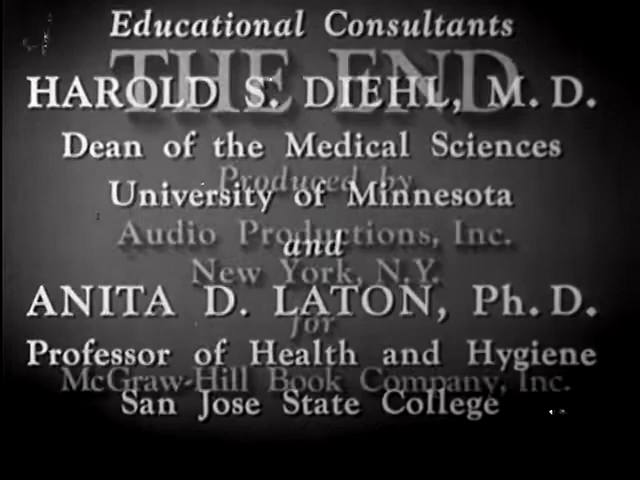 Educational Consultants
THE END
HAROLD S. DIEHL, M. D.
Dean of the Medical Sciences
Produced by
University of Minnesota
Audio Productions, Inc.
and
New York, N.Y.
ANITA D. LATON, Ph. D.
for
Professor of Health and Hygiene
McGraw-Hill Book Company, Inc.
San Jose State College